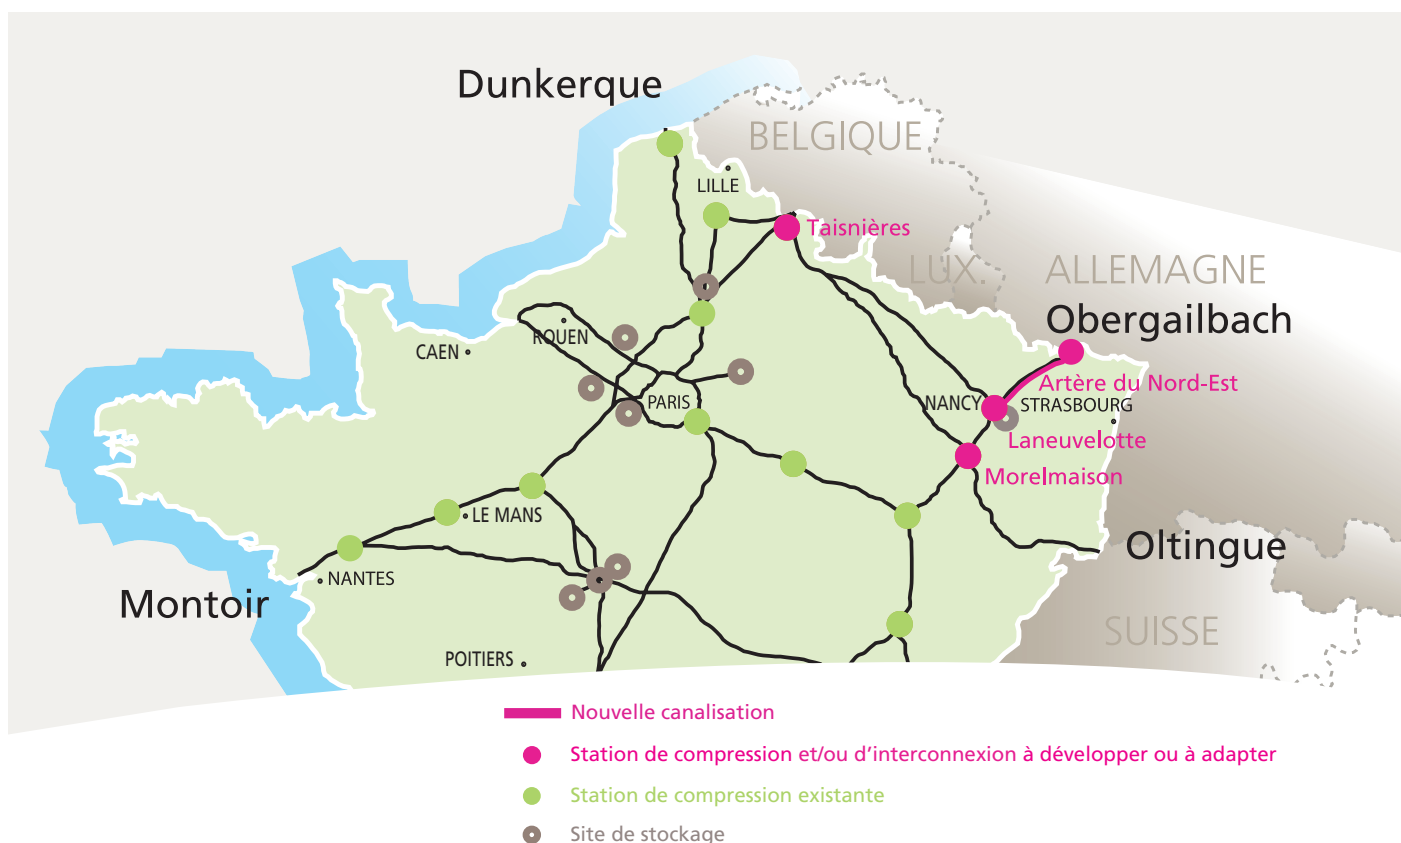 Dunkerque
BELGIQUE
LILLE
Taisnières
LUX.
ALLEMAGNE
Obergailbach
ROUEN
CAEN
Artère du Nord-Est
PARIS
NANCY
STRASBOURG
Laneuvelotte
Morelmaison
LE MANS
Oltingue
NANTES
Montoir
SUISSE
POITIERS
Nouvelle canalisation
Station de compression et/ou d'interconnexion à développer ou à adapter
Station de compression existante
Site de stockage